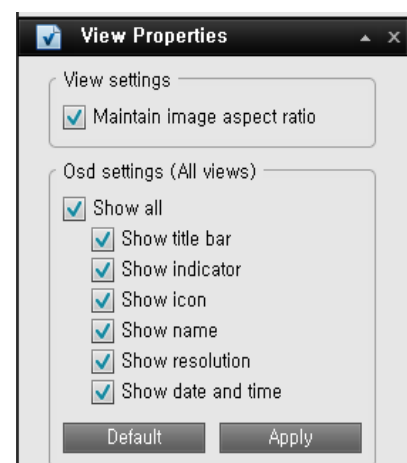 View Properties
View settings
Maintain image aspect ratio
Osd settings (All views)
Show all
Show title bar
Show indicator
Show icon
Show name
Show resolution
Show date and time
Default Apply